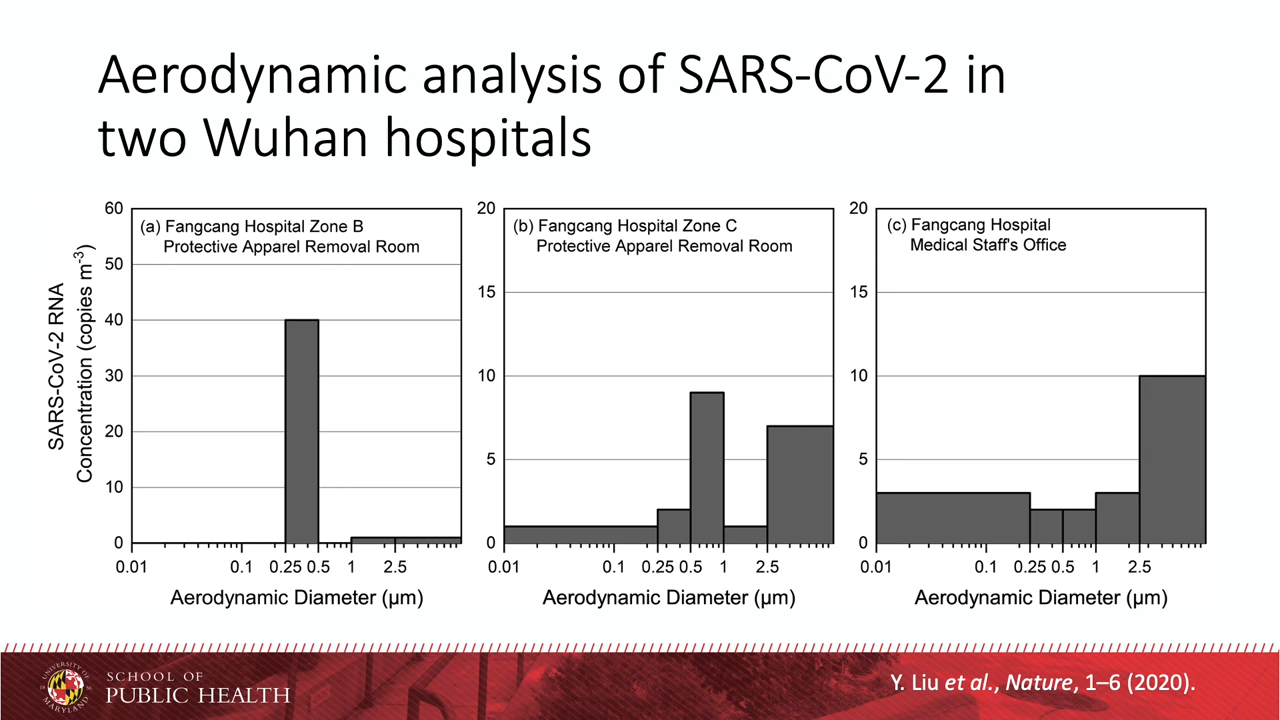 Aerodynamic analysis of SARS-CoV-2 in
two Wuhan hospitals
SARS-CoV-2 RNA
Concentration (copies m⁻³)
60
50
40
30
20
10
0
(a) Fangcang Hospital Zone B
Protective Apparel Removal Room
0.01 0.1 0.25 0.5 1 2.5
Aerodynamic Diameter (μm)
20
15
10
5
0
(b) Fangcang Hospital Zone C
Protective Apparel Removal Room
0.01 0.1 0.25 0.5 1 2.5
Aerodynamic Diameter (μm)
20
15
10
5
0
(c) Fangcang Hospital
Medical Staff's Office
0.01 0.1 0.25 0.5 1 2.5
Aerodynamic Diameter (μm)
UNIVERSITY OF
MARYLAND
SCHOOL OF
PUBLIC HEALTH
Y. Liu et al., Nature, 1–6 (2020).